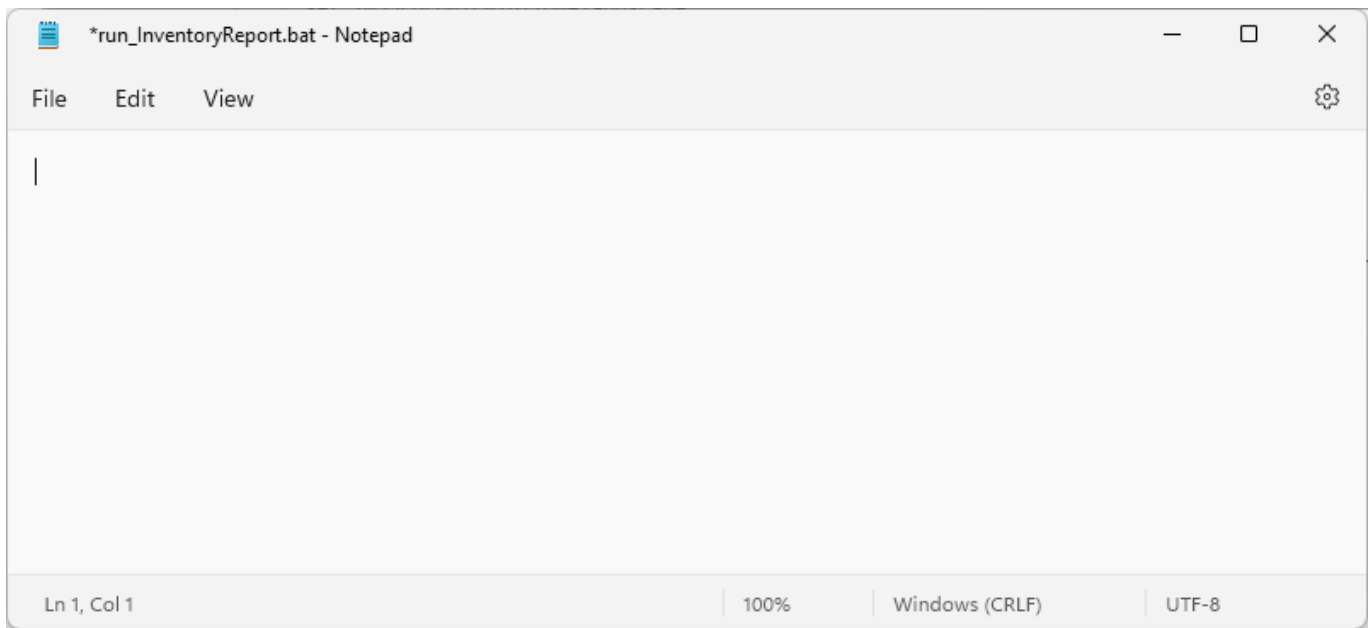 *run_InventoryReport.bat - Notepad
File Edit View
Ln 1, Col 1 100% Windows (CRLF) UTF-8